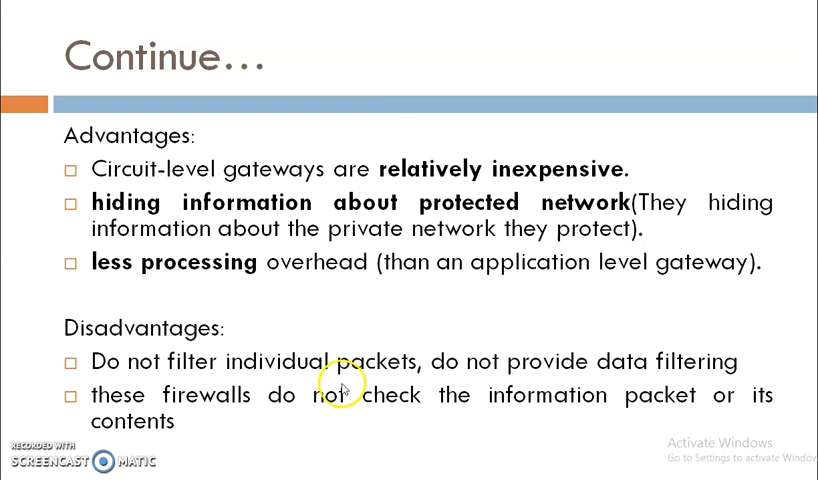 Continue...
Advantages:
Circuit-level gateways are relatively inexpensive.
hiding information about protected network(They hiding
information about the private network they protect).
less processing overhead (than an application level gateway).
Disadvantages:
Do not filter individual packets, do not provide data filtering
these firewalls do not check the information packet or its
contents
RECORDED WITH
SCREENCAST MATIC
Activate Windows
Go to Settings to activate Window